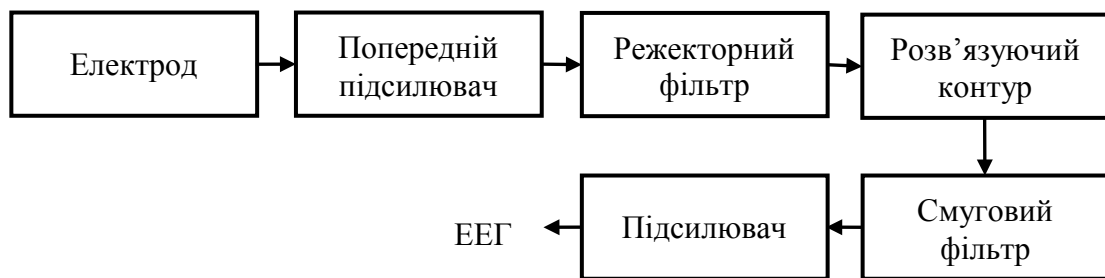 Електрод
Попередній
підсилювач
Режекторний
фільтр
Розв’язуючий
контур
Смуговий
фільтр
Підсилювач
ЕЕГ